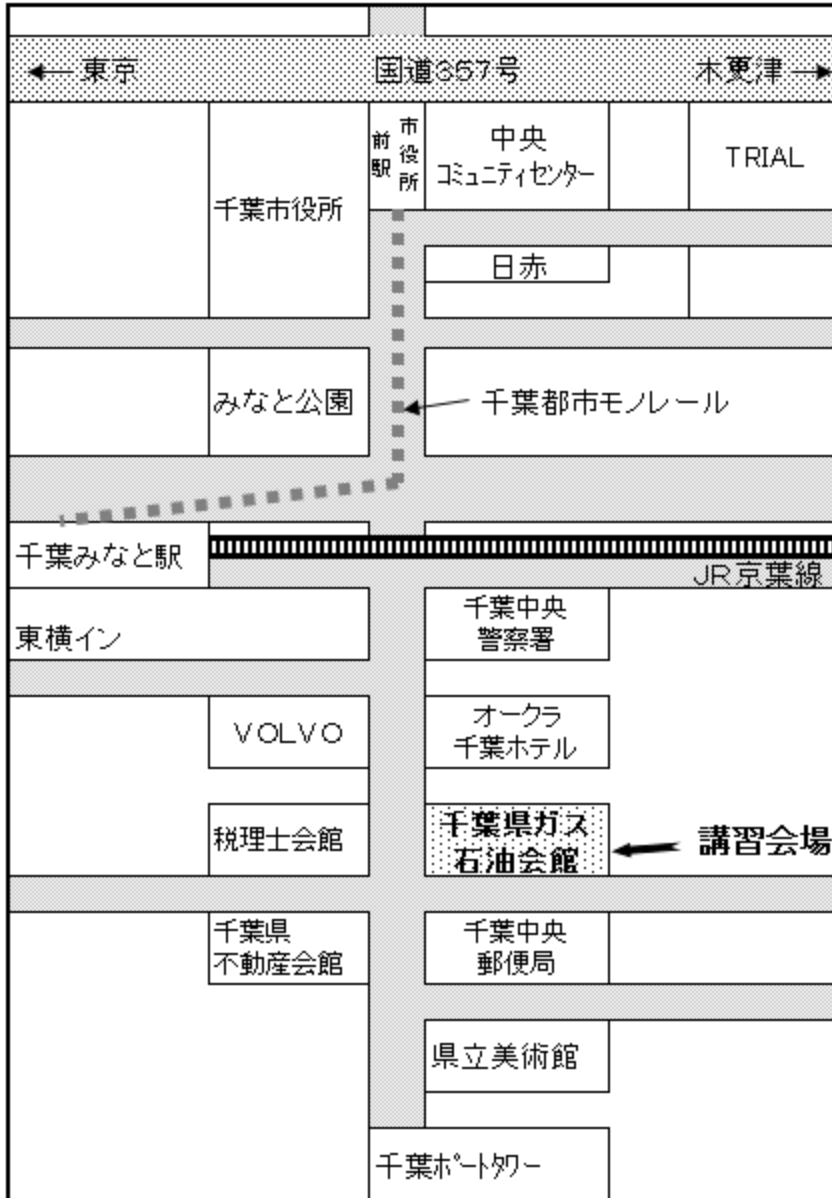 ← 東京
国道357号
木更津 →
市役所
前駅
中央
コミュニティセンター
TRIAL
千葉市役所
日赤
みなと公園
千葉都市モノレール
千葉みなと駅
JR京葉線
東横イン
千葉中央
警察署
VOLVO
オークラ
千葉ホテル
税理士会館
千葉県ガス
石油会館
講習会場
千葉県
不動産会館
千葉中央
郵便局
県立美術館
千葉ポートタワー